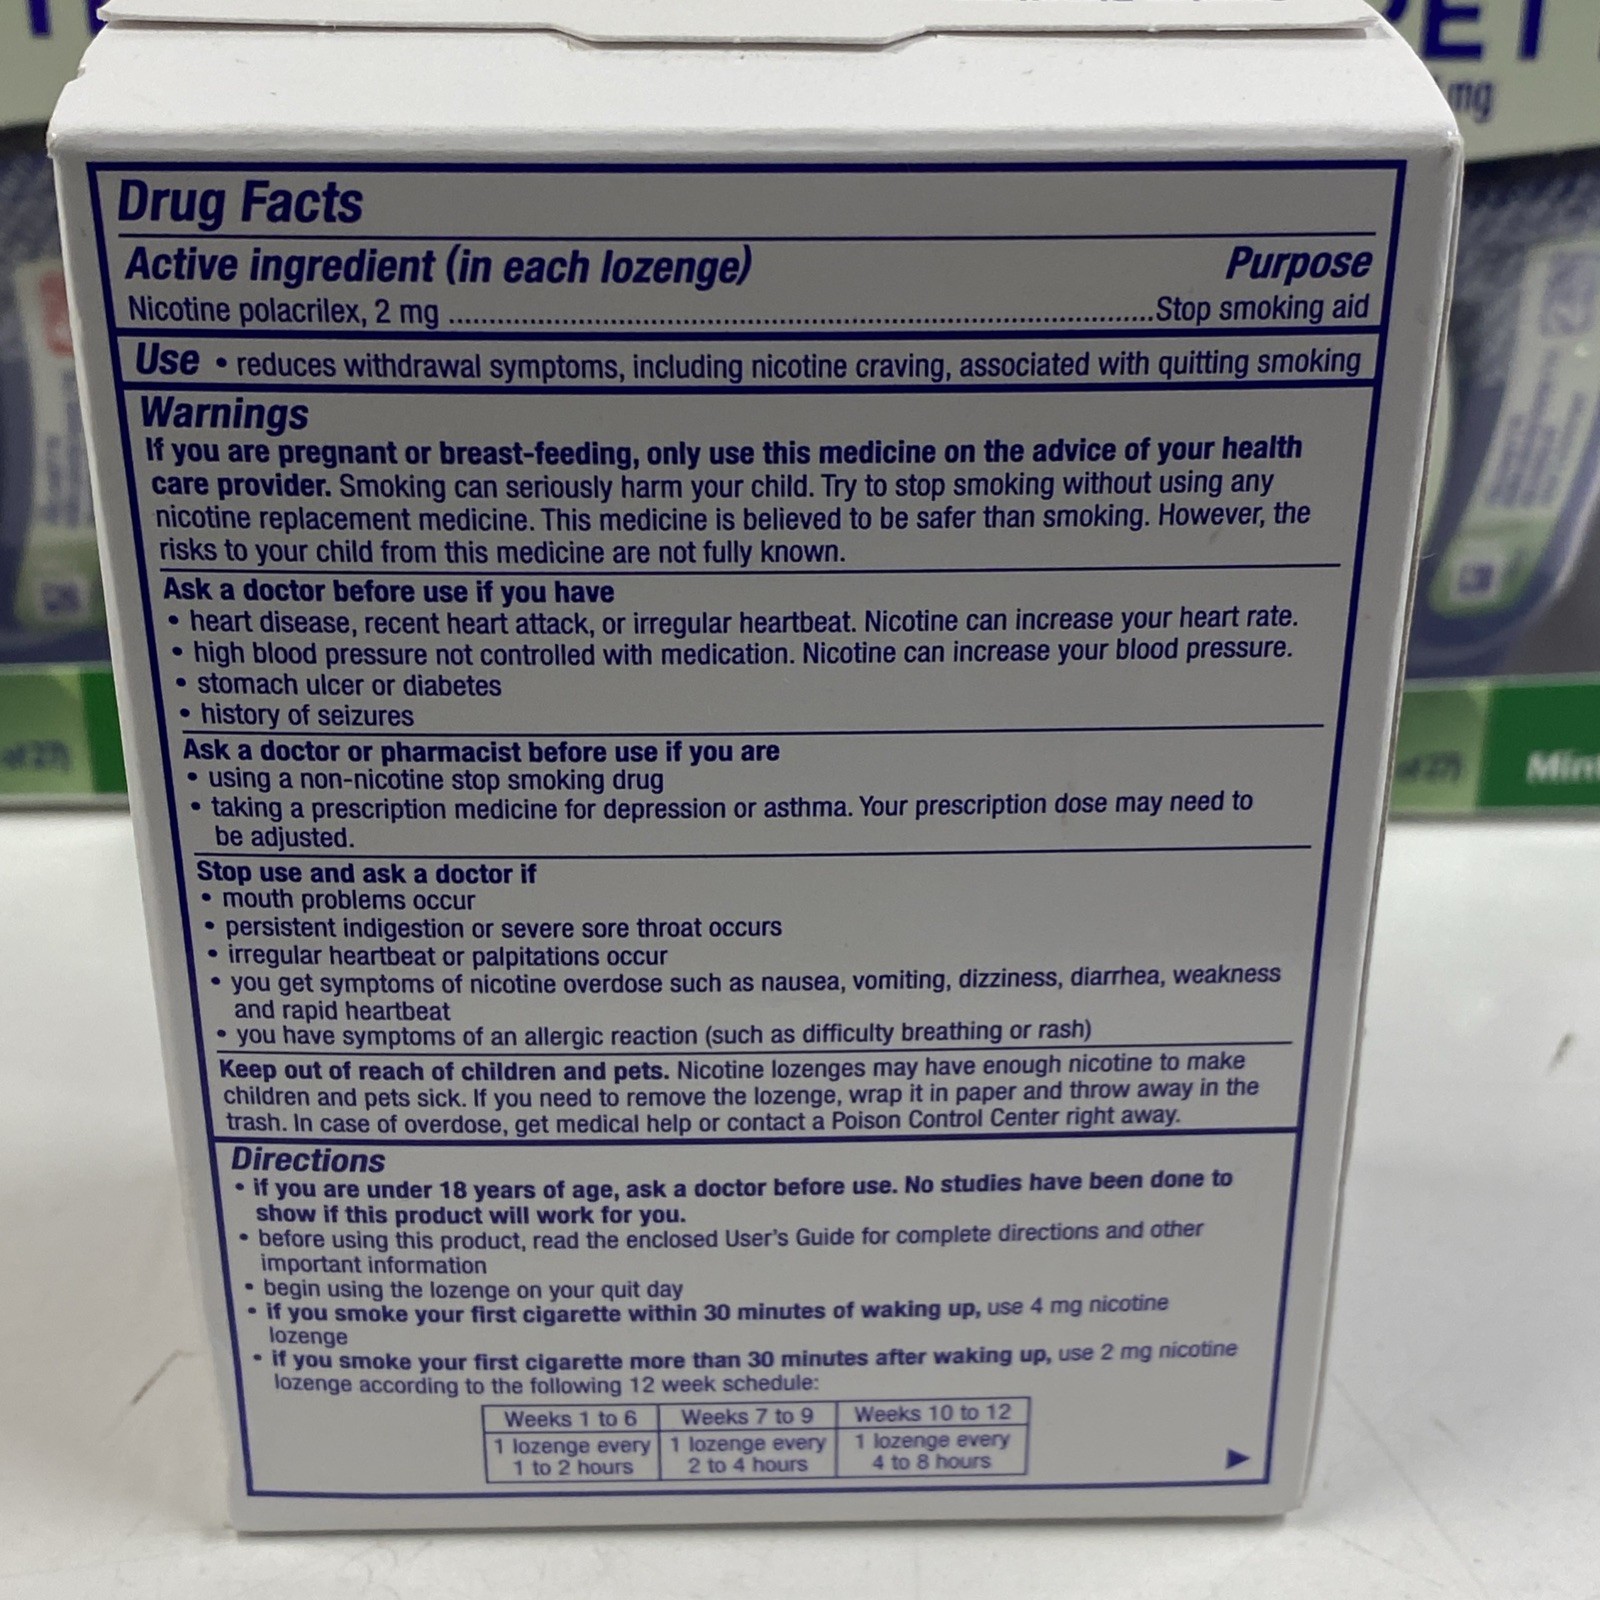 mg
Drug Facts
Active ingredient (in each lozenge) Purpose
Nicotine polacrilex, 2 mg ........ Stop smoking aid
Use • reduces withdrawal symptoms, including nicotine craving, associated with quitting smoking
Warnings
If you are pregnant or breast-feeding, only use this medicine on the advice of your health
care provider. Smoking can seriously harm your child. Try to stop smoking without using any
nicotine replacement medicine. This medicine is believed to be safer than smoking. However, the
risks to your child from this medicine are not fully known.
Ask a doctor before use if you have
• heart disease, recent heart attack, or irregular heartbeat. Nicotine can increase your heart rate.
• high blood pressure not controlled with medication. Nicotine can increase your blood pressure.
• stomach ulcer or diabetes
• history of seizures
Ask a doctor or pharmacist before use if you are
• using a non-nicotine stop smoking drug
• taking a prescription medicine for depression or asthma. Your prescription dose may need to
be adjusted.
Stop use and ask a doctor if
• mouth problems occur
• persistent indigestion or severe sore throat occurs
• irregular heartbeat or palpitations occur
• you get symptoms of nicotine overdose such as nausea, vomiting, dizziness, diarrhea, weakness
and rapid heartbeat
• you have symptoms of an allergic reaction (such as difficulty breathing or rash)
Keep out of reach of children and pets. Nicotine lozenges may have enough nicotine to make
children and pets sick. If you need to remove the lozenge, wrap it in paper and throw away in the
trash. In case of overdose, get medical help or contact a Poison Control Center right away.
Directions
• if you are under 18 years of age, ask a doctor before use. No studies have been done to
show if this product will work for you.
• before using this product, read the enclosed User's Guide for complete directions and other
important information
• begin using the lozenge on your quit day
• if you smoke your first cigarette within 30 minutes of waking up, use 4 mg nicotine
lozenge
• if you smoke your first cigarette more than 30 minutes after waking up, use 2 mg nicotine
lozenge according to the following 12 week schedule:
Weeks 1 to 6 Weeks 7 to 9 Weeks 10 to 12
1 lozenge every 1 lozenge every 1 lozenge every
1 to 2 hours 2 to 4 hours 4 to 8 hours